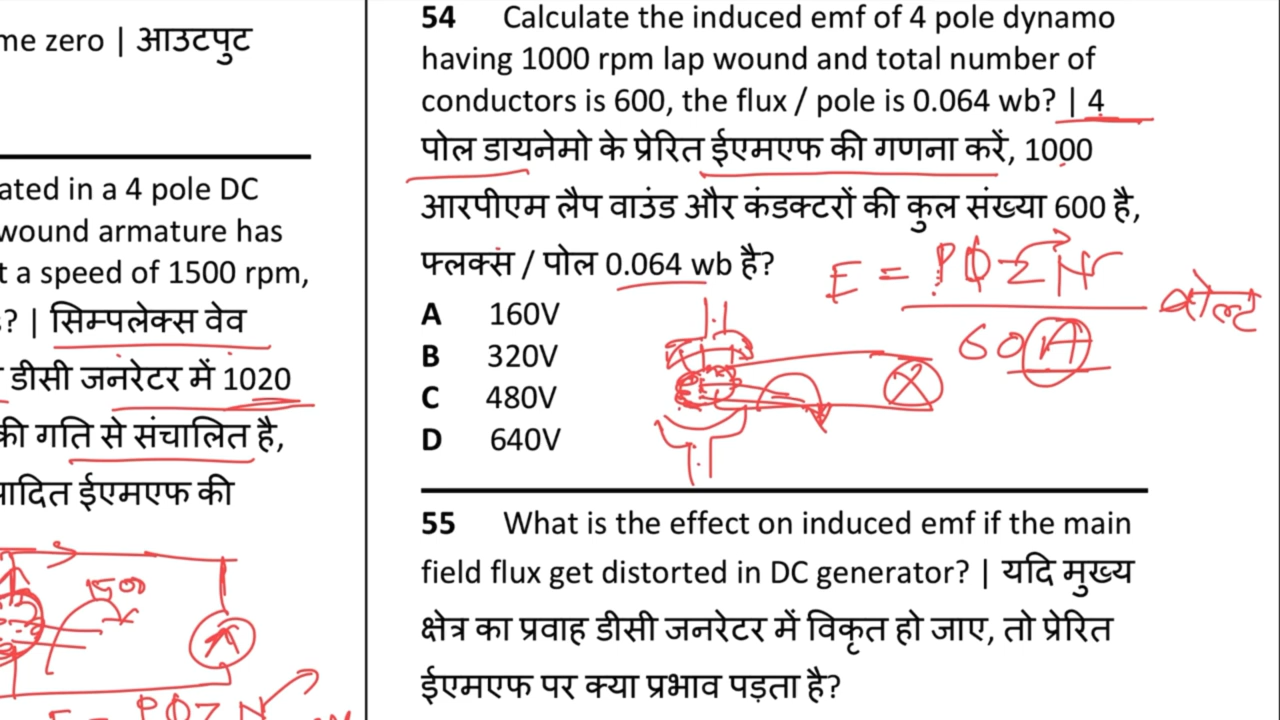 me zero | आउटपुट
ated in a 4 pole DC
wound armature has
t a speed of 1500 rpm,
? | सिम्पलेक्स वेव
डीसी जनरेटर में 1020
की गति से संचालित है,
पादित ईएमएफ की
1500
A
E = PΦZN
54 Calculate the induced emf of 4 pole dynamo
having 1000 rpm lap wound and total number of
conductors is 600, the flux / pole is 0.064 wb? | 4
पोल डायनेमो के प्रेरित ईएमएफ की गणना करें, 1000
आरपीएम लैप वाउंड और कंडक्टरों की कुल संख्या 600 है,
फ्लक्स / पोल 0.064 wb है?
E = PΦZN वोल्ट
60A
A 160V
B 320V
C 480V
D 640V
55 What is the effect on induced emf if the main
field flux get distorted in DC generator? | यदि मुख्य
क्षेत्र का प्रवाह डीसी जनरेटर में विकृत हो जाए, तो प्रेरित
ईएमएफ पर क्या प्रभाव पड़ता है?